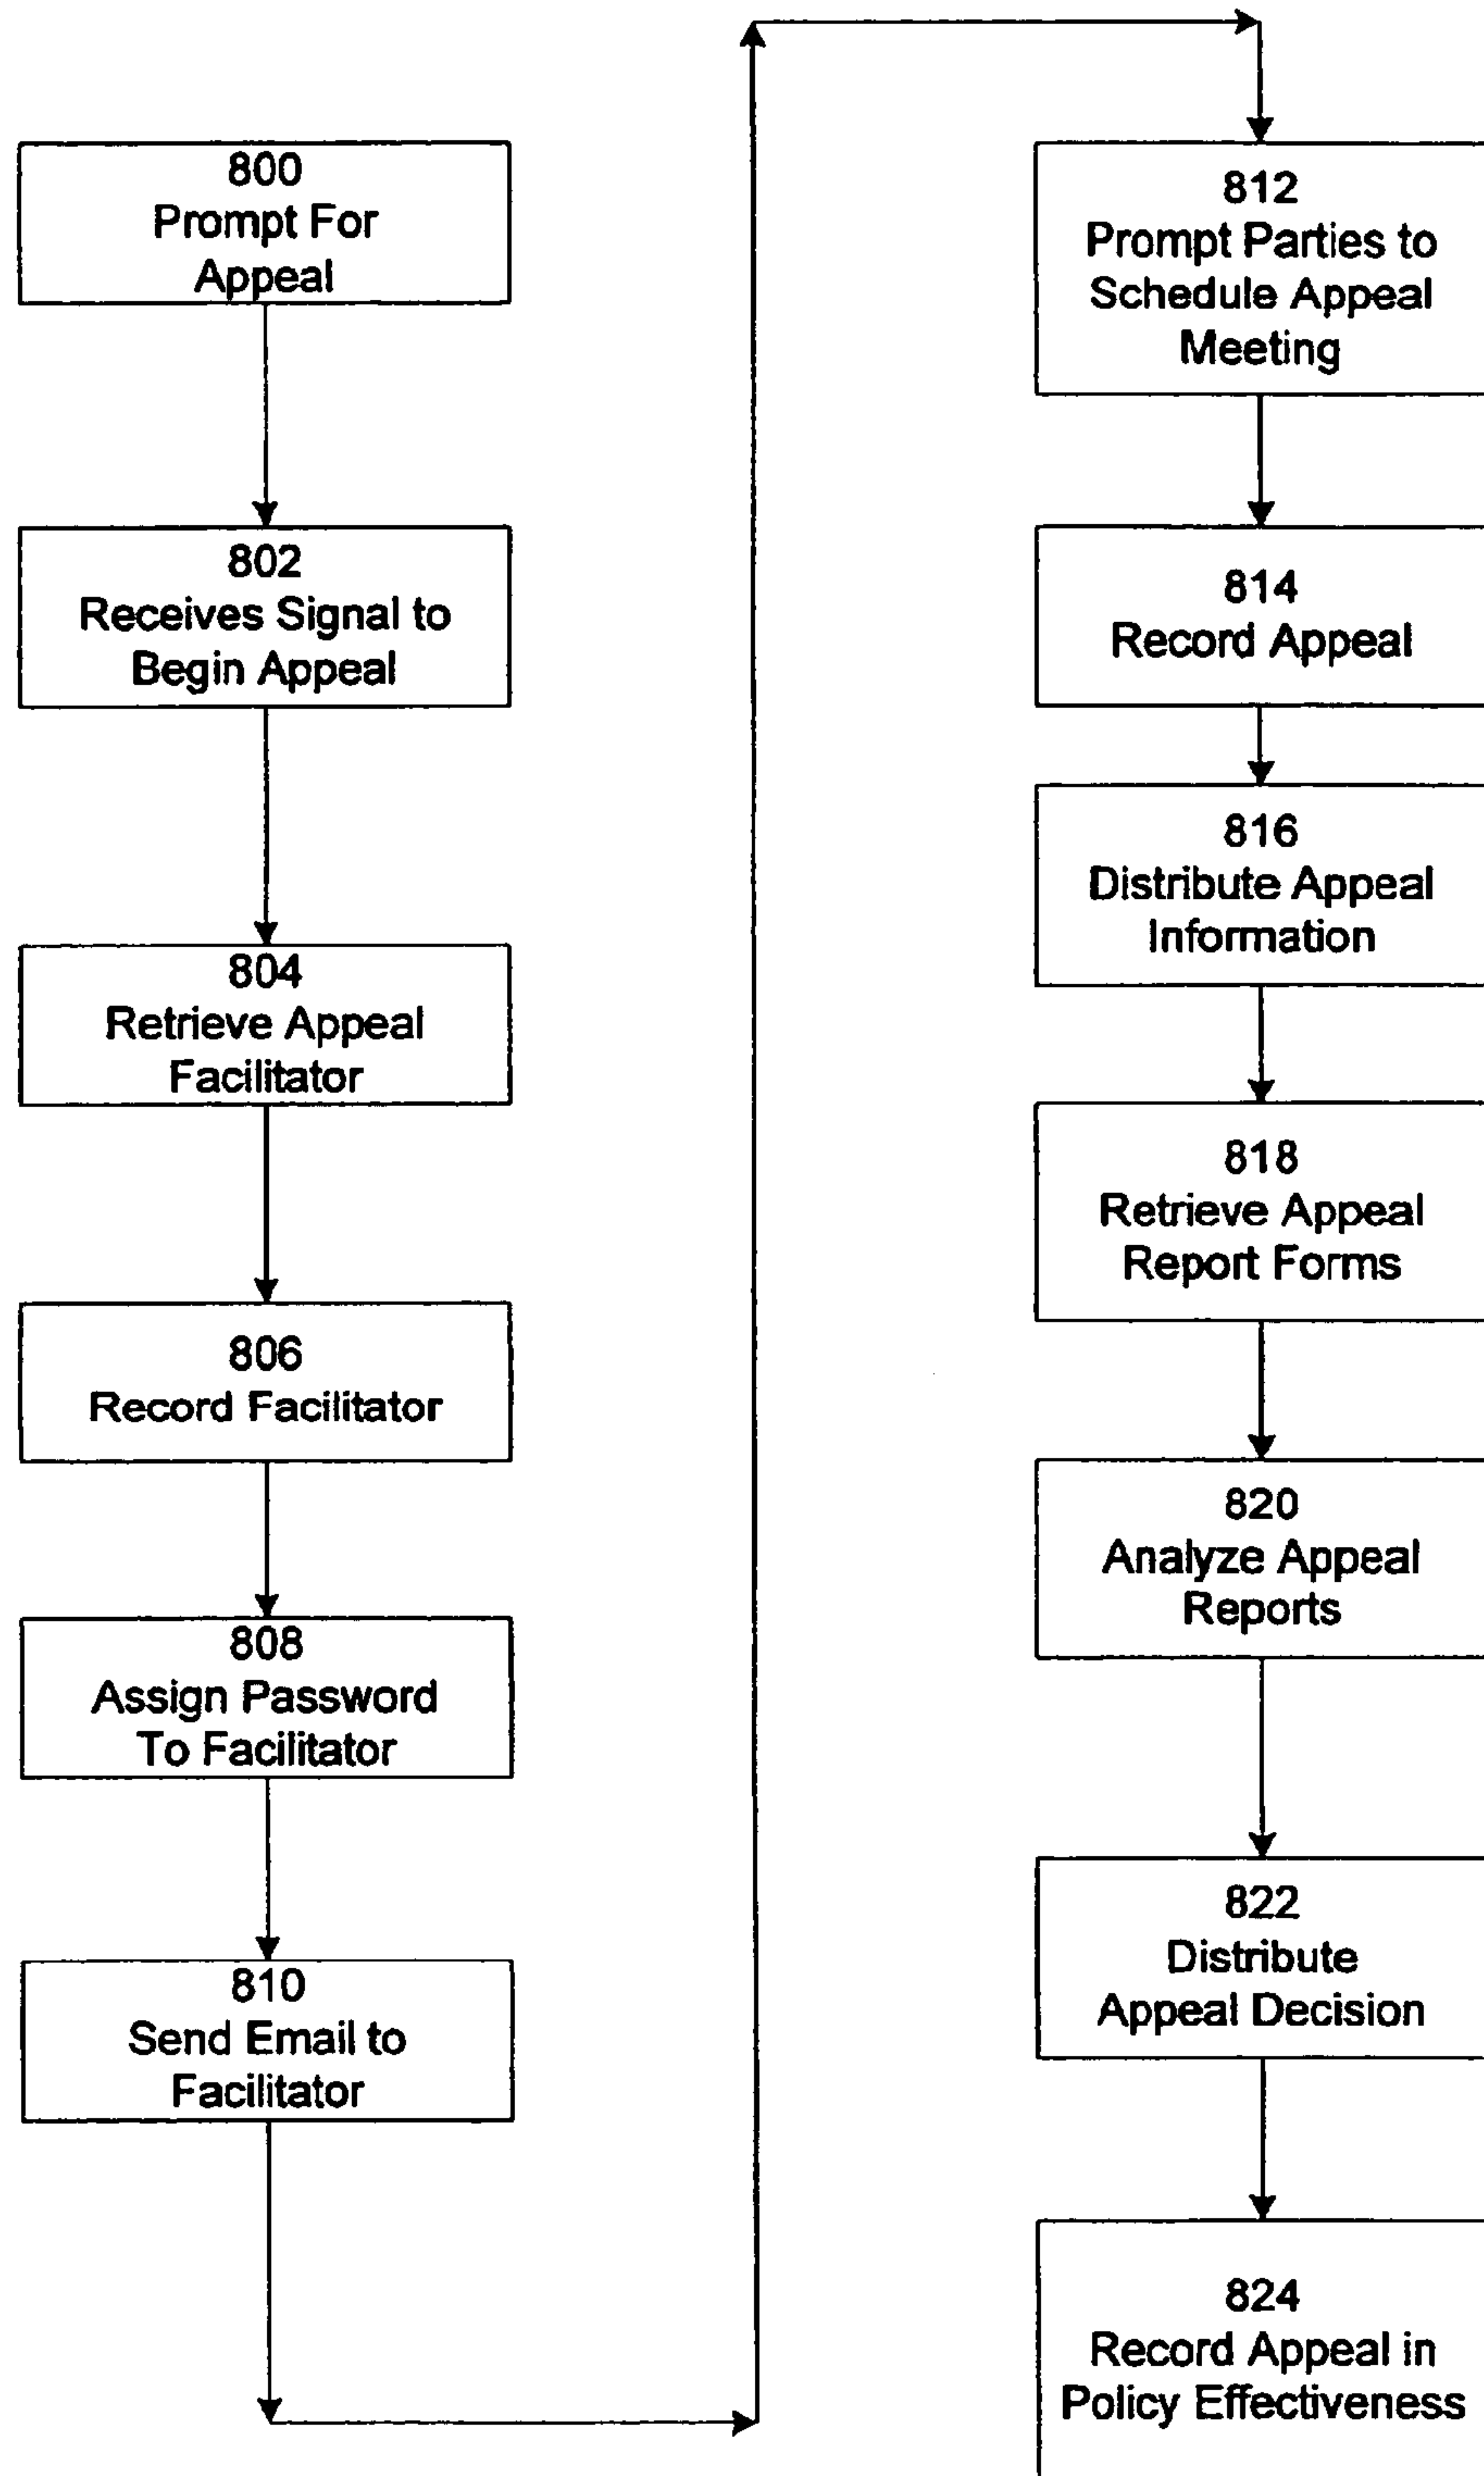 800
Prompt For
Appeal
802
Receives Signal to
Begin Appeal
804
Retrieve Appeal
Facilitator
806
Record Facilitator
808
Assign Password
To Facilitator
810
Send Email to
Facilitator
812
Prompt Parties to
Schedule Appeal
Meeting
814
Record Appeal
816
Distribute Appeal
Information
818
Retrieve Appeal
Report Forms
820
Analyze Appeal
Reports
822
Distribute
Appeal Decision
824
Record Appeal in
Policy Effectiveness